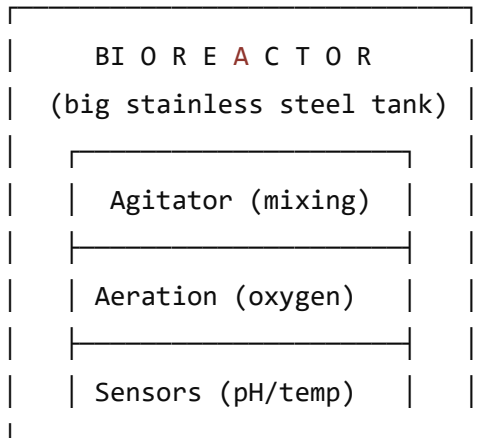 BI O R E A C T O R
(big stainless steel tank)
Agitator (mixing)
Aeration (oxygen)
Sensors (pH/temp)